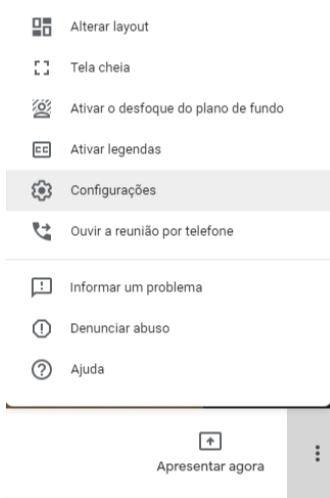 Alterar layout
Tela cheia
Ativar o desfoque do plano de fundo
Ativar legendas
Configurações
Ouvir a reunião por telefone
Informar um problema
Denunciar abuso
Ajuda
Apresentar agora